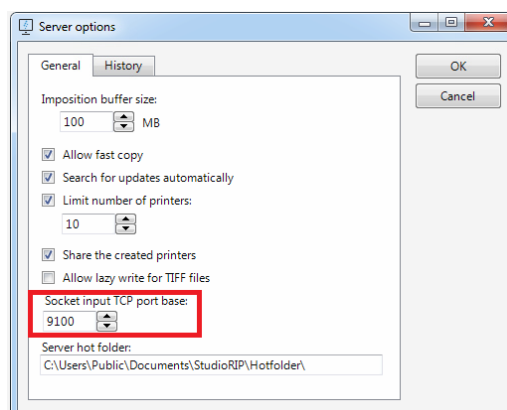 Server options
General
History
OK
Cancel
Imposition buffer size:
100
MB
Allow fast copy
Search for updates automatically
Limit number of printers:
10
Share the created printers
Allow lazy write for TIFF files
Socket input TCP port base:
9100
Server hot folder:
C:\Users\Public\Documents\StudioRIP\Hotfolder\